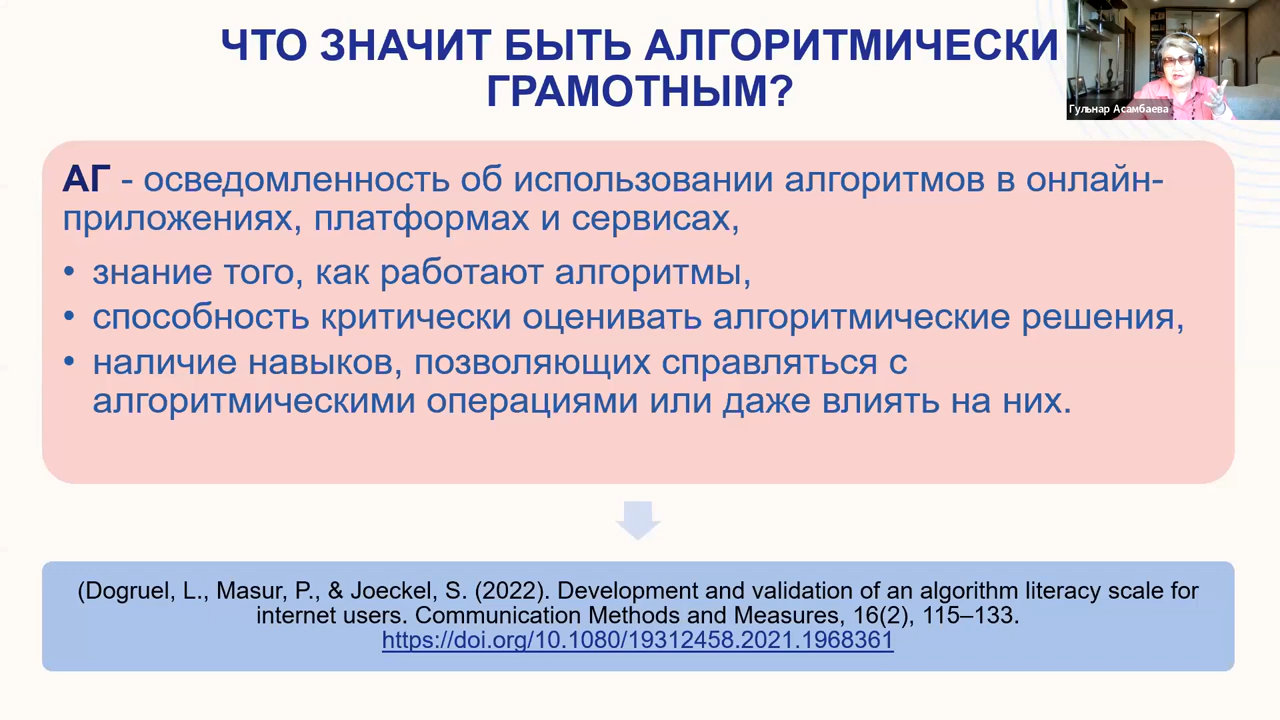 ЧТО ЗНАЧИТ БЫТЬ АЛГОРИТМИЧЕСКИ
ГРАМОТНЫМ?
Гульнар Асамбаева
АГ - осведомленность об использовании алгоритмов в онлайн-
приложениях, платформах и сервисах,
• знание того, как работают алгоритмы,
• способность критически оценивать алгоритмические решения,
• наличие навыков, позволяющих справляться с
алгоритмическими операциями или даже влиять на них.
(Dogruel, L., Masur, P., & Joeckel, S. (2022). Development and validation of an algorithm literacy scale for
internet users. Communication Methods and Measures, 16(2), 115–133.
https://doi.org/10.1080/19312458.2021.1968361